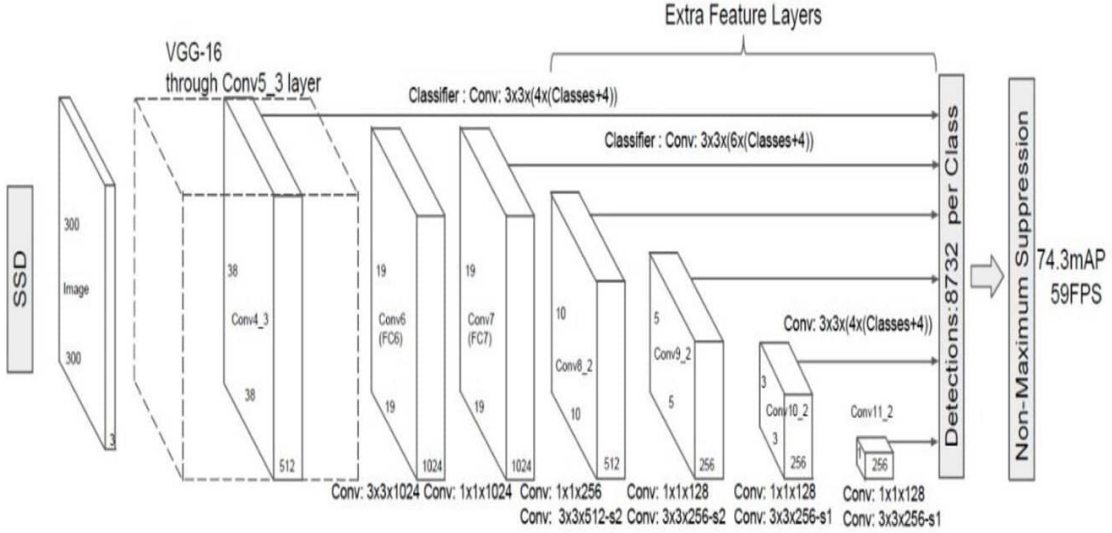 Extra Feature Layers
VGG-16
through Conv5_3 layer
Classifier : Conv: 3x3x(4x(Classes+4))
Classifier : Conv: 3x3x(6x(Classes+4))
SSD
300
Image
300
3
38
Conv4_3
38
512
19
Conv6
(FC6)
19
1024
19
Conv7
(FC7)
19
1024
10
Conv8_2
10
512
5
Conv9_2
5
256
Conv: 3x3x(4x(Classes+4))
3
Conv10_2
3
256
Conv11_2
1
256
Detections:8732 per Class
Non-Maximum Suppression
74.3mAP
59FPS
Conv: 3x3x1024
Conv: 1x1x1024
Conv: 1x1x256
Conv: 3x3x512-s2
Conv: 1x1x128
Conv: 3x3x256-s2
Conv: 1x1x128
Conv: 3x3x256-s1
Conv: 1x1x128
Conv: 3x3x256-s1